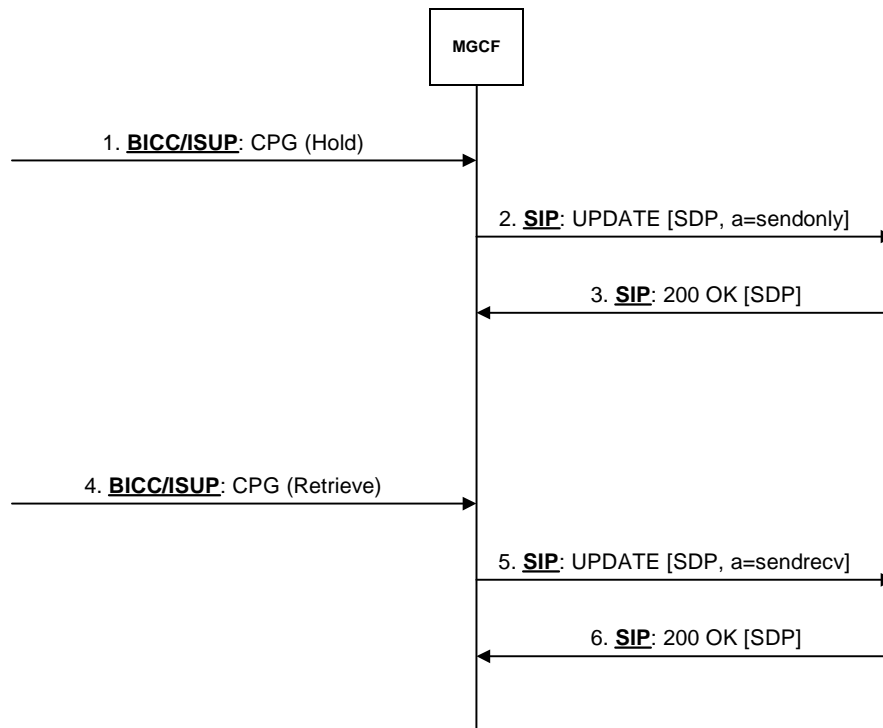 MGCF
1. BICC/ISUP: CPG (Hold)
2. SIP: UPDATE [SDP, a=sendonly]
3. SIP: 200 OK [SDP]
4. BICC/ISUP: CPG (Retrieve)
5. SIP: UPDATE [SDP, a=sendrecv]
6. SIP: 200 OK [SDP]